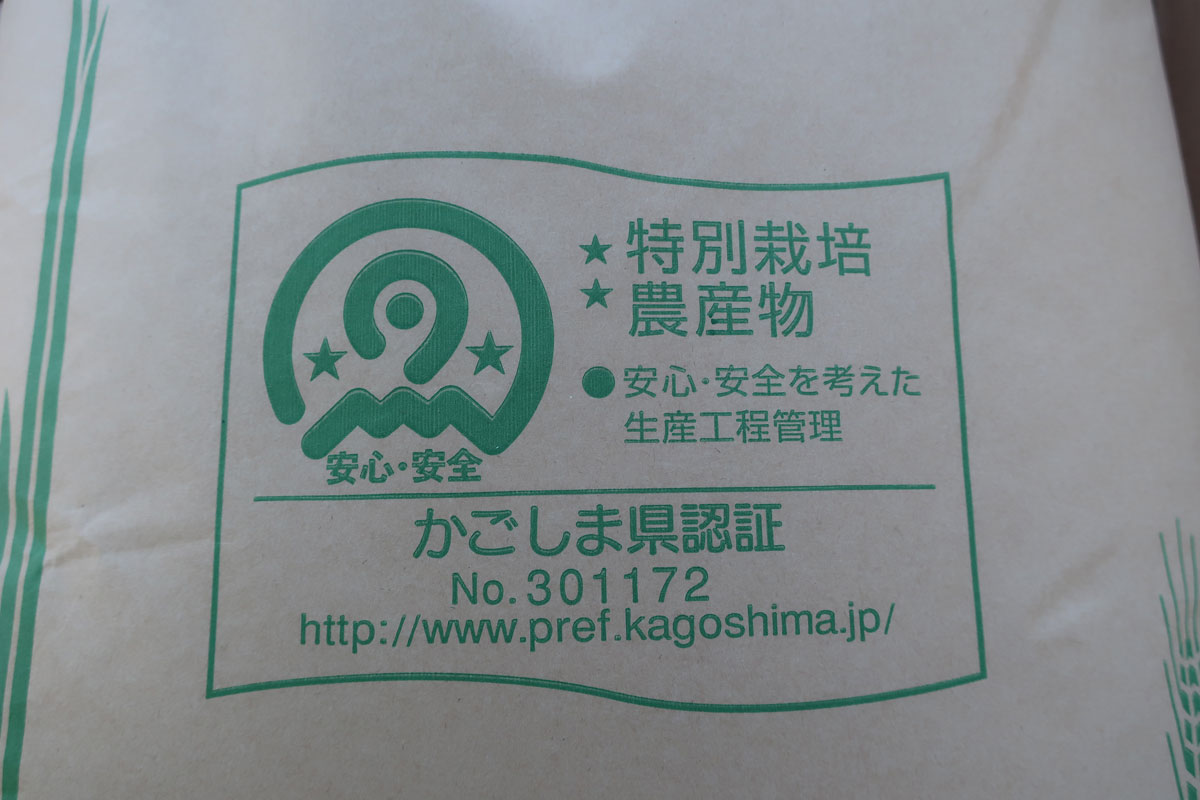 ★特別栽培
★農産物
●安心・安全を考えた
生産工程管理
安心・安全
かごしま県認証
No.301172
http://www.pref.kagoshima.jp/